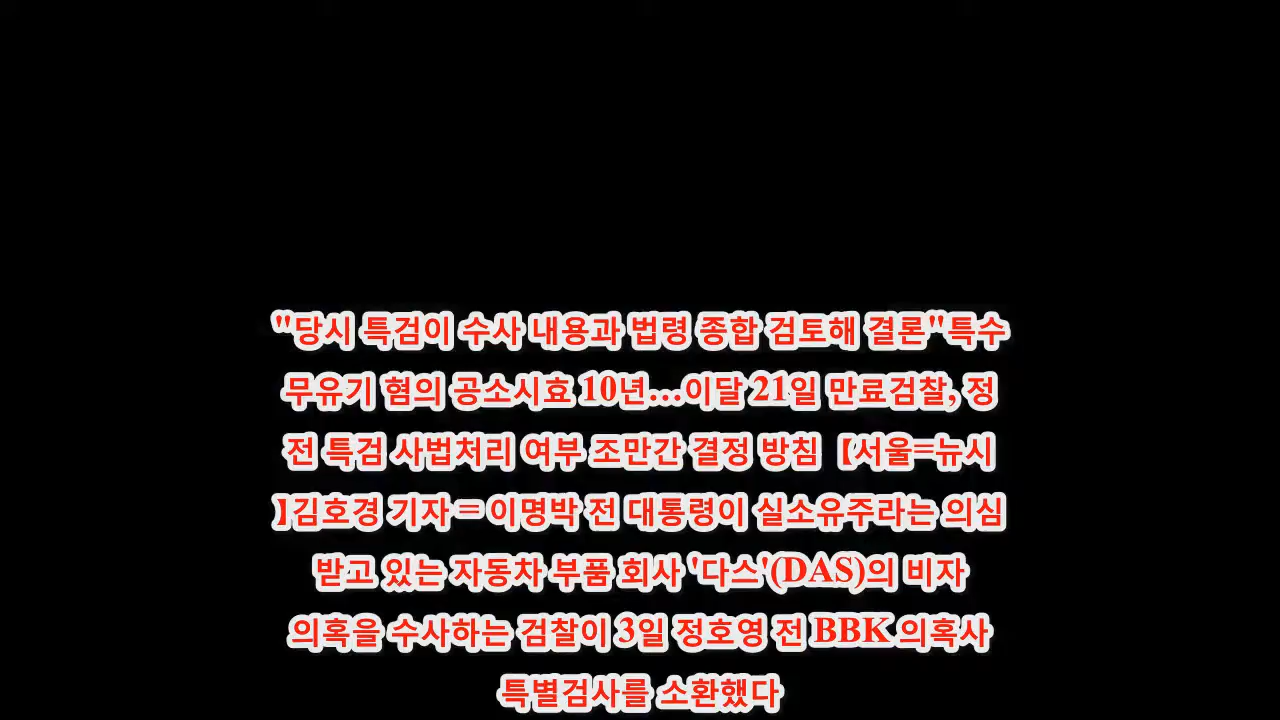 "당시 특검이 수사 내용과 법령 종합 검토해 결론"특수
무유기 혐의 공소시효 10년...이달 21일 만료검찰, 정
전 특검 사법처리 여부 조만간 결정 방침【서울=뉴시
】김호경 기자 = 이명박 전 대통령이 실소유주라는 의심
받고 있는 자동차 부품 회사 '다스'(DAS)의 비자
의혹을 수사하는 검찰이 3일 정호영 전 BBK 의혹사
특별검사를 소환했다